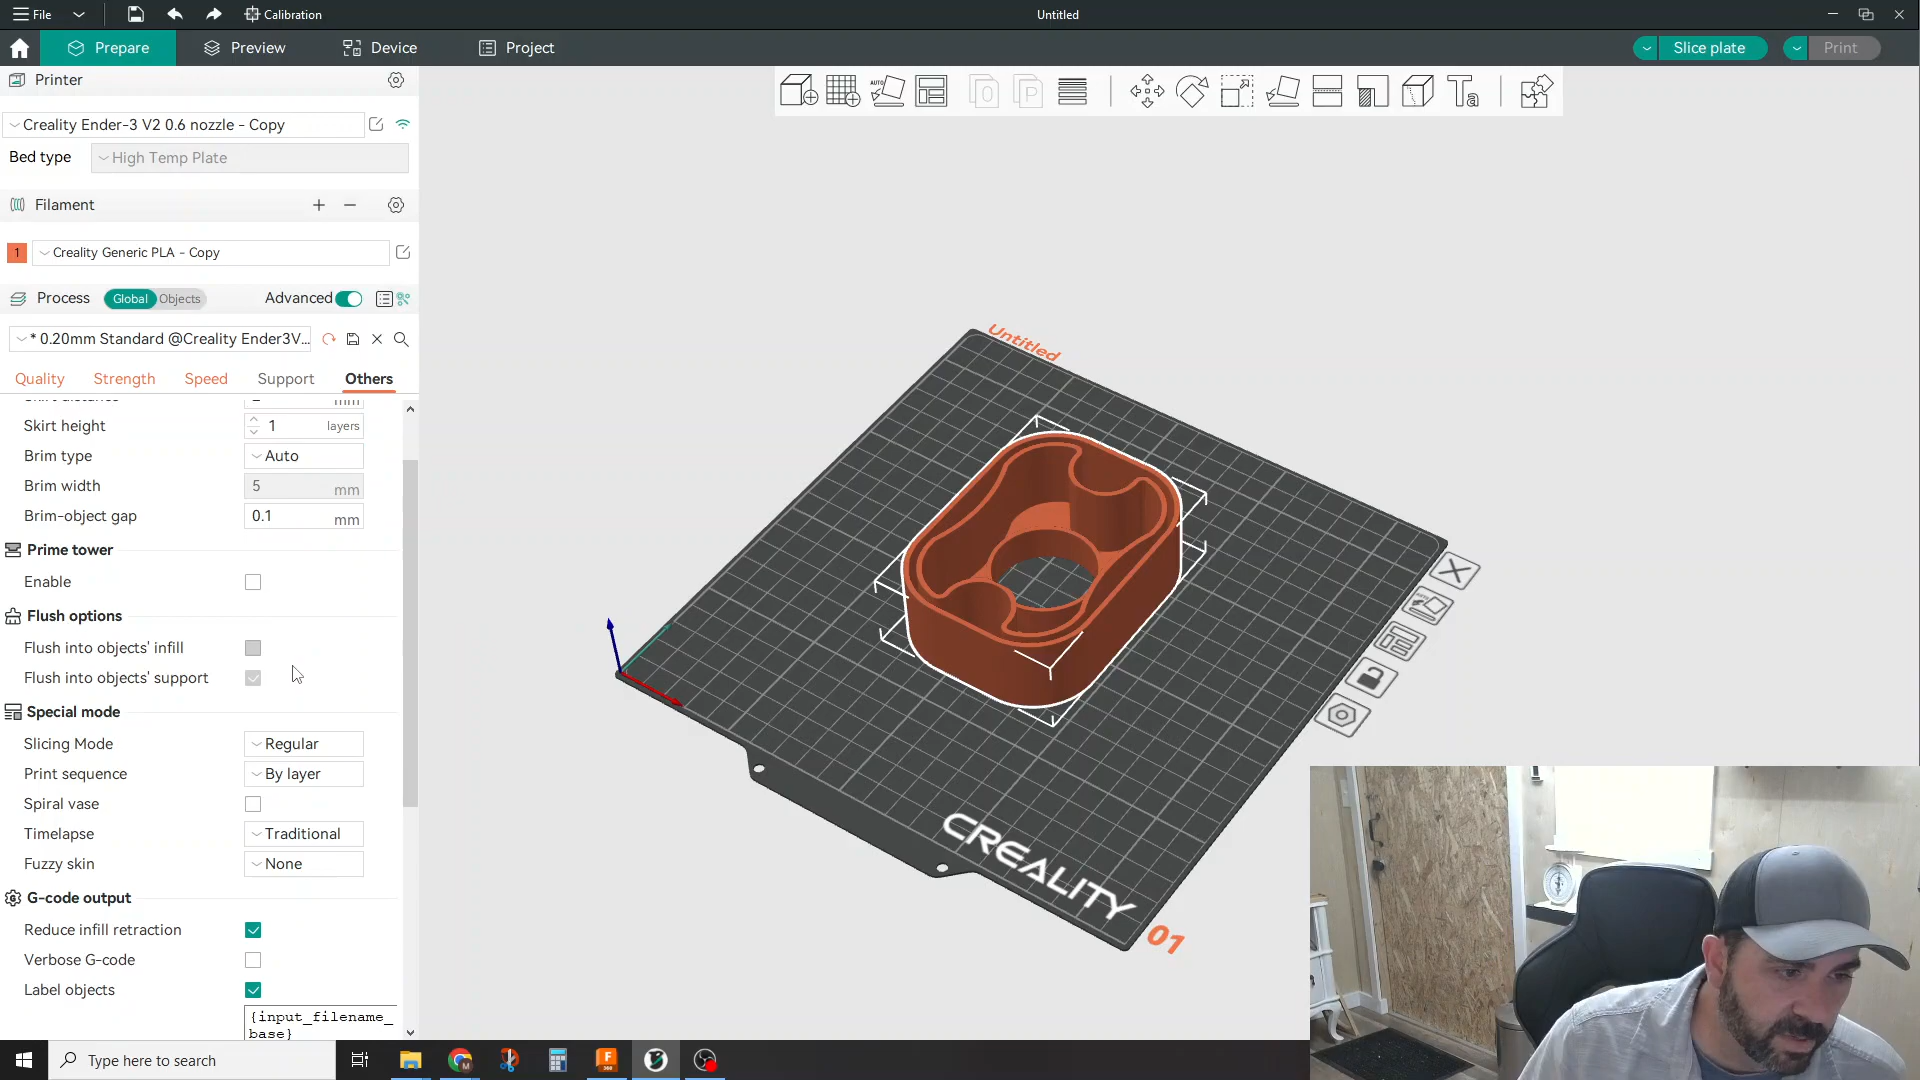 File
Calibration
Untitled
Prepare
Preview
Device
Project
Slice plate
Print
Printer
Creality Ender-3 V2 0.6 nozzle - Copy
Bed type
High Temp Plate
Filament
1
Creality Generic PLA - Copy
Process
Global
Objects
Advanced
* 0.20mm Standard @Creality Ender3V...
Quality
Strength
Speed
Support
Others
Skirt height
1
layers
Brim type
Auto
Brim width
5
mm
Brim-object gap
0.1
mm
Prime tower
Enable
Flush options
Flush into objects' infill
Flush into objects' support
Special mode
Slicing Mode
Regular
Print sequence
By layer
Spiral vase
Timelapse
Traditional
Fuzzy skin
None
G-code output
Reduce infill retraction
Verbose G-code
Label objects
{input_filename_
base}
AUTO
Untitled
CREALITY
01
Type here to search